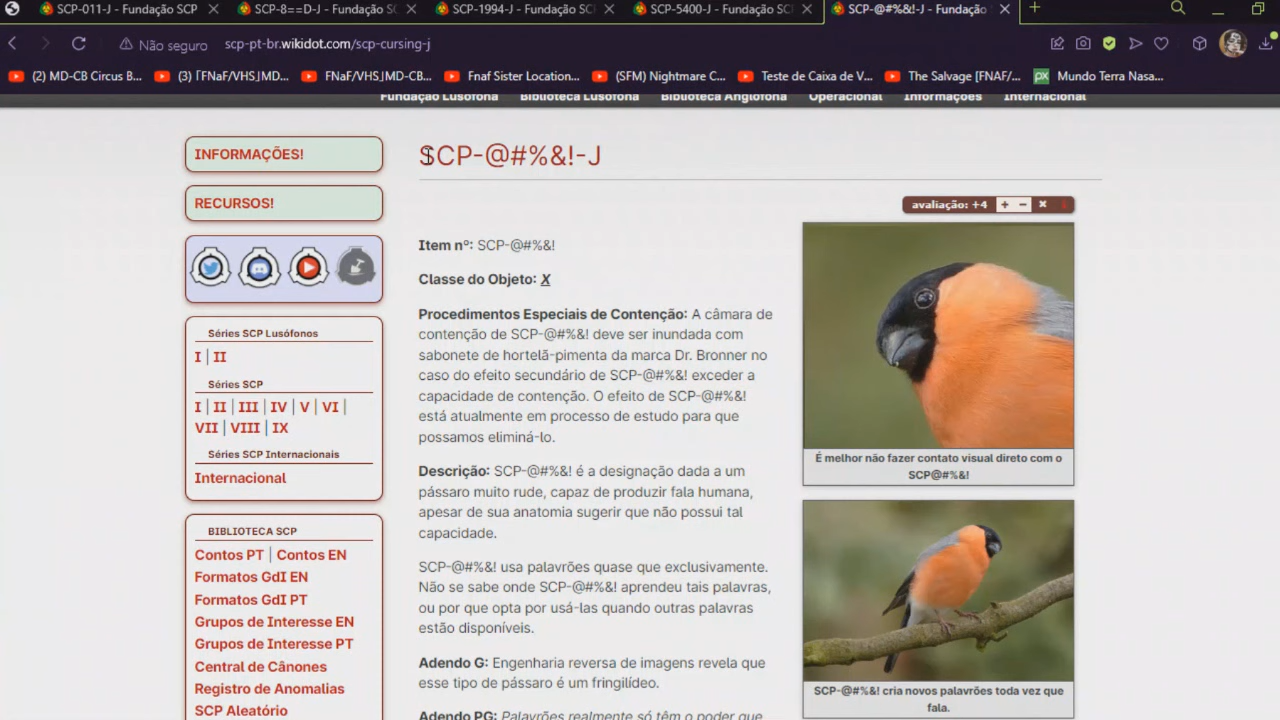 SCP-011-J - Fundação SC
SCP-8==D-J - Fundação SC
SCP-1994-J - Fundação SC
SCP-5400-J - Fundação SC
SCP-@#%&!-J - Fundação
Não seguro
scp-pt-br.wikidot.com/scp-cursing-j
(2) MD-CB Circus B...
(3) 「FNaF/VHS」MD...
FNaF/VHS」MD-CB...
Fnaf Sister Location...
(SFM) Nightmare C...
Teste de Caixa de V...
The Salvage [FNAF/...
Mundo Terra Nasa...
Fundação Lusófona
Biblioteca Lusófona
Biblioteca Anglófona
Operacional
Informações
Internacional
INFORMAÇÕES!
RECURSOS!
Séries SCP Lusófonos
I | II
Séries SCP
I | II | III | IV | V | VI |
VII | VIII | IX
Séries SCP Internacionais
Internacional
BIBLIOTECA SCP
Contos PT | Contos EN
Formatos GdI EN
Formatos GdI PT
Grupos de Interesse EN
Grupos de Interesse PT
Central de Cânones
Registro de Anomalias
SCP Aleatório
SCP-@#%&!-J
avaliação: +4 + − ✖
Item nº: SCP-@#%&!
Classe do Objeto: X
Procedimentos Especiais de Contenção: A câmara de
contenção de SCP-@#%&! deve ser inundada com
sabonete de hortelã-pimenta da marca Dr. Bronner no
caso do efeito secundário de SCP-@#%&! exceder a
capacidade de contenção. O efeito de SCP-@#%&!
está atualmente em processo de estudo para que
possamos eliminá-lo.
Descrição: SCP-@#%&! é a designação dada a um
pássaro muito rude, capaz de produzir fala humana,
apesar de sua anatomia sugerir que não possui tal
capacidade.
SCP-@#%&! usa palavrões quase que exclusivamente.
Não se sabe onde SCP-@#%&! aprendeu tais palavras,
ou por que opta por usá-las quando outras palavras
estão disponíveis.
Adendo G: Engenharia reversa de imagens revela que
esse tipo de pássaro é um fringilídeo.
Adendo PG: Palavrões realmente só têm o poder que
É melhor não fazer contato visual direto com o
SCP@#%&!
SCP-@#%&! cria novos palavrões toda vez que
fala.